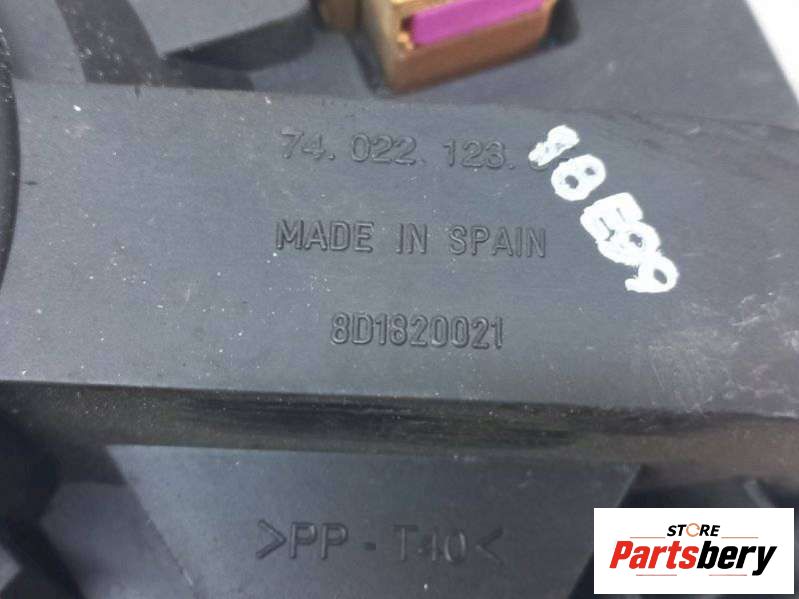 74. 022. 123.
MADE IN SPAIN
8D1820021
>PP - T40<
STORE
Partsbery